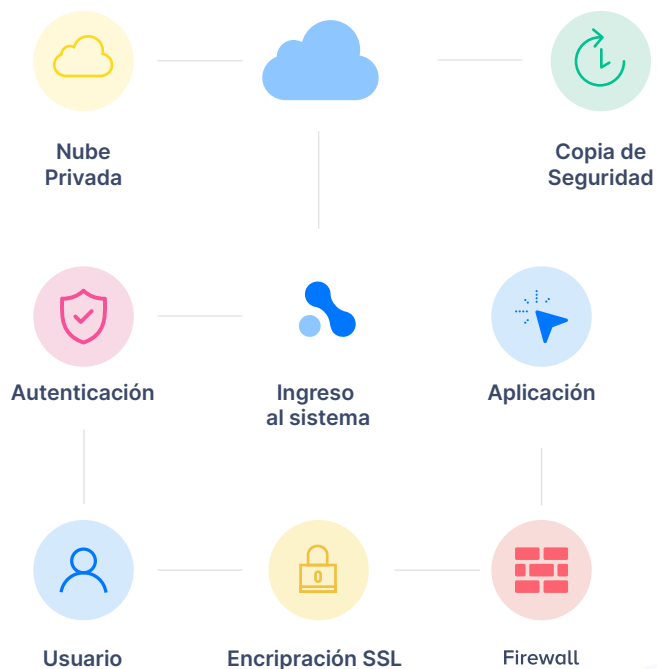 Nube
Privada
Copia de
Seguridad
Autenticación
Ingreso
al sistema
Aplicación
Usuario
Encripración SSL
Firewall